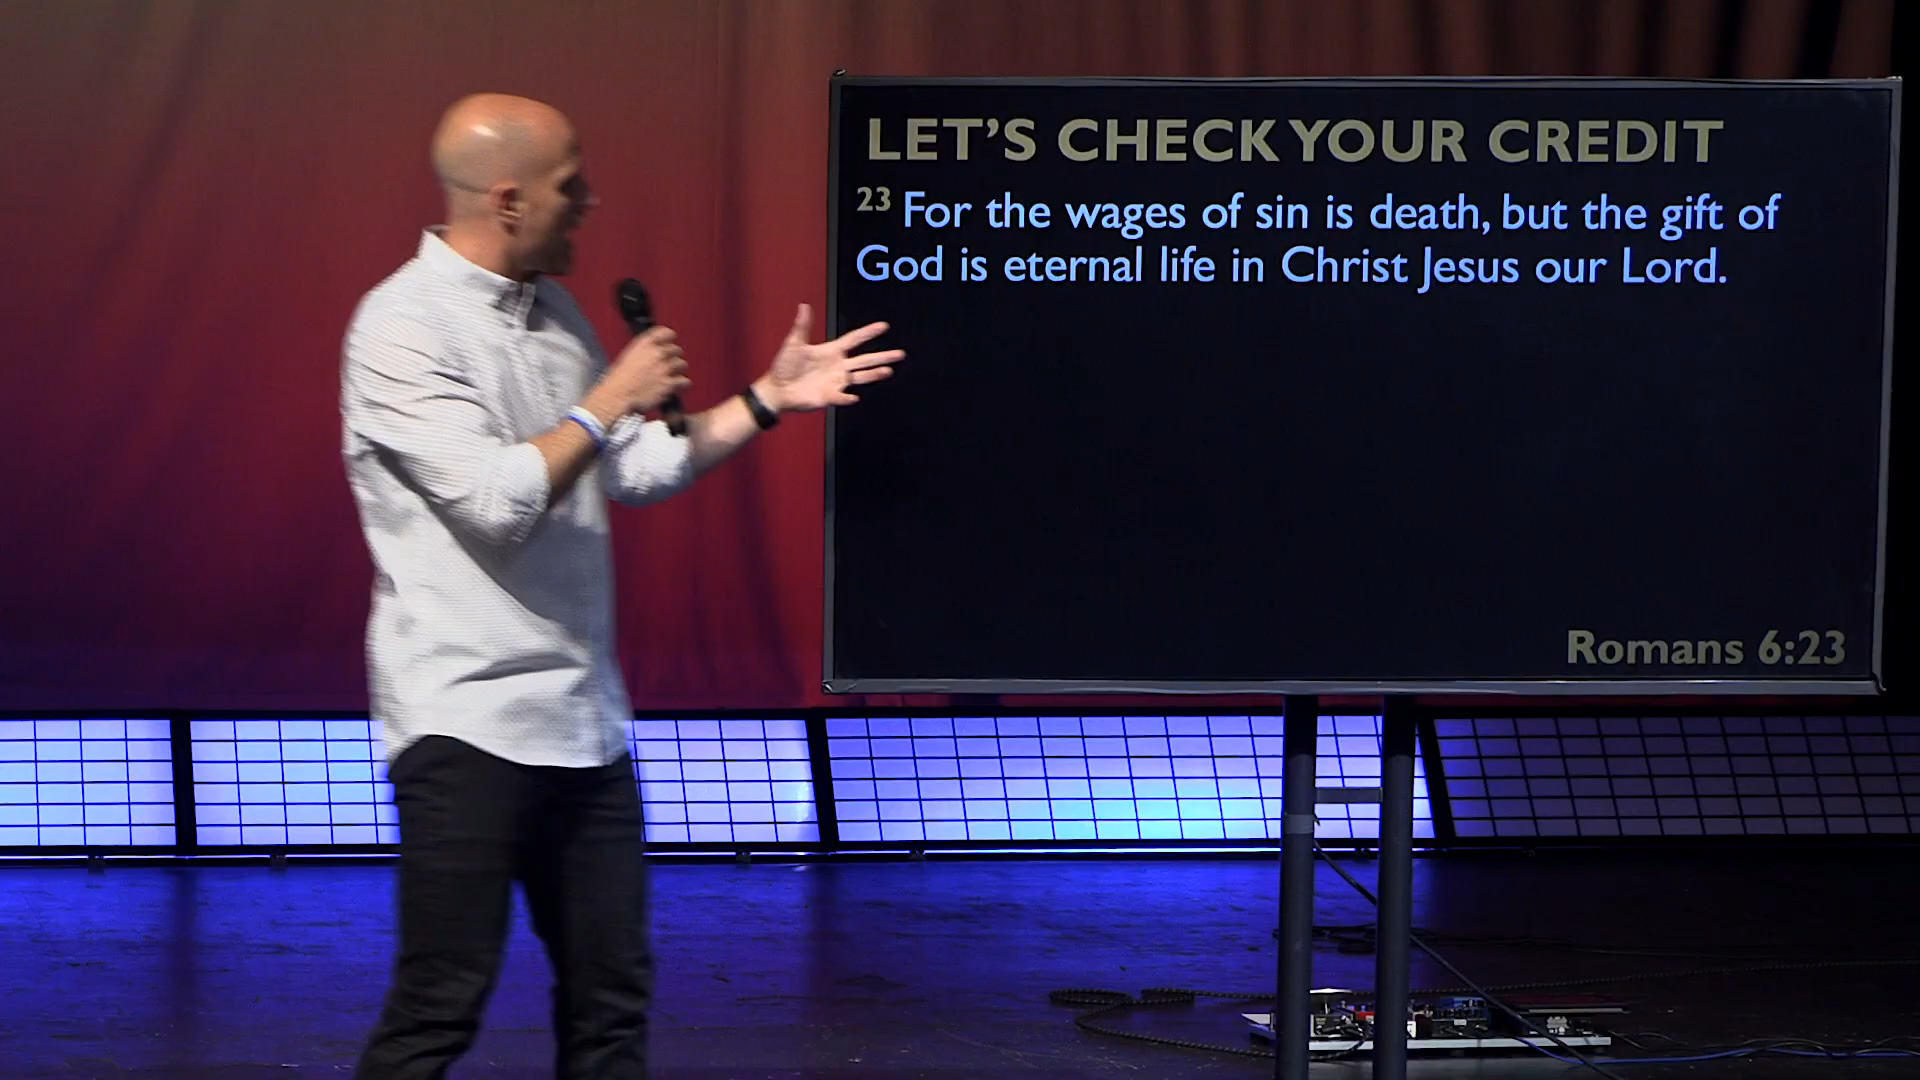 LET'S CHECK YOUR CREDIT
23 For the wages of sin is death, but the gift of
God is eternal life in Christ Jesus our Lord.
Romans 6:23